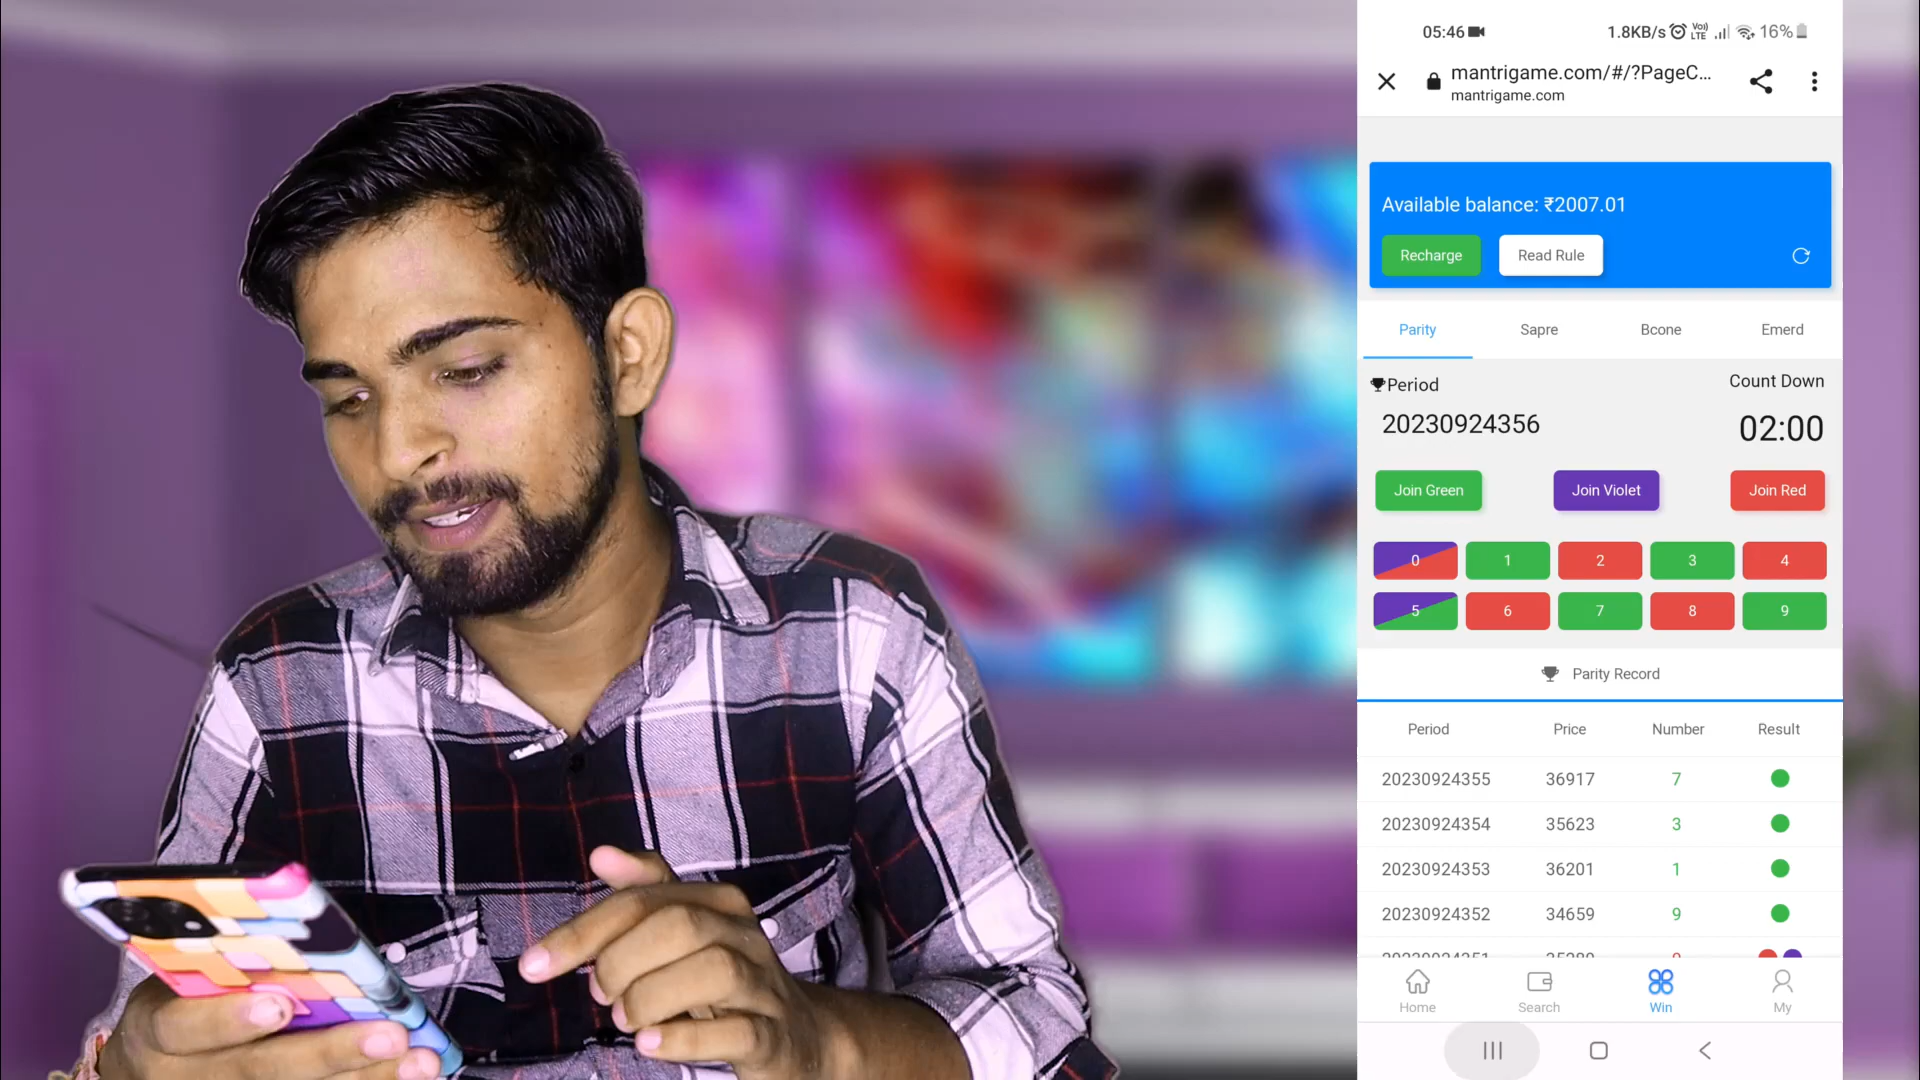 05:46
1.8KB/s Vo) LTE 16%
mantrigame.com/#/?PageC...
mantrigame.com
Available balance: ₹2007.01
Recharge Read Rule
Parity Sapre Bcone Emerd
Period Count Down
20230924356 02:00
Join Green Join Violet Join Red
0 1 2 3 4
5 6 7 8 9
Parity Record
Period Price Number Result
20230924355 36917 7
20230924354 35623 3
20230924353 36201 1
20230924352 34659 9
Home Search Win My